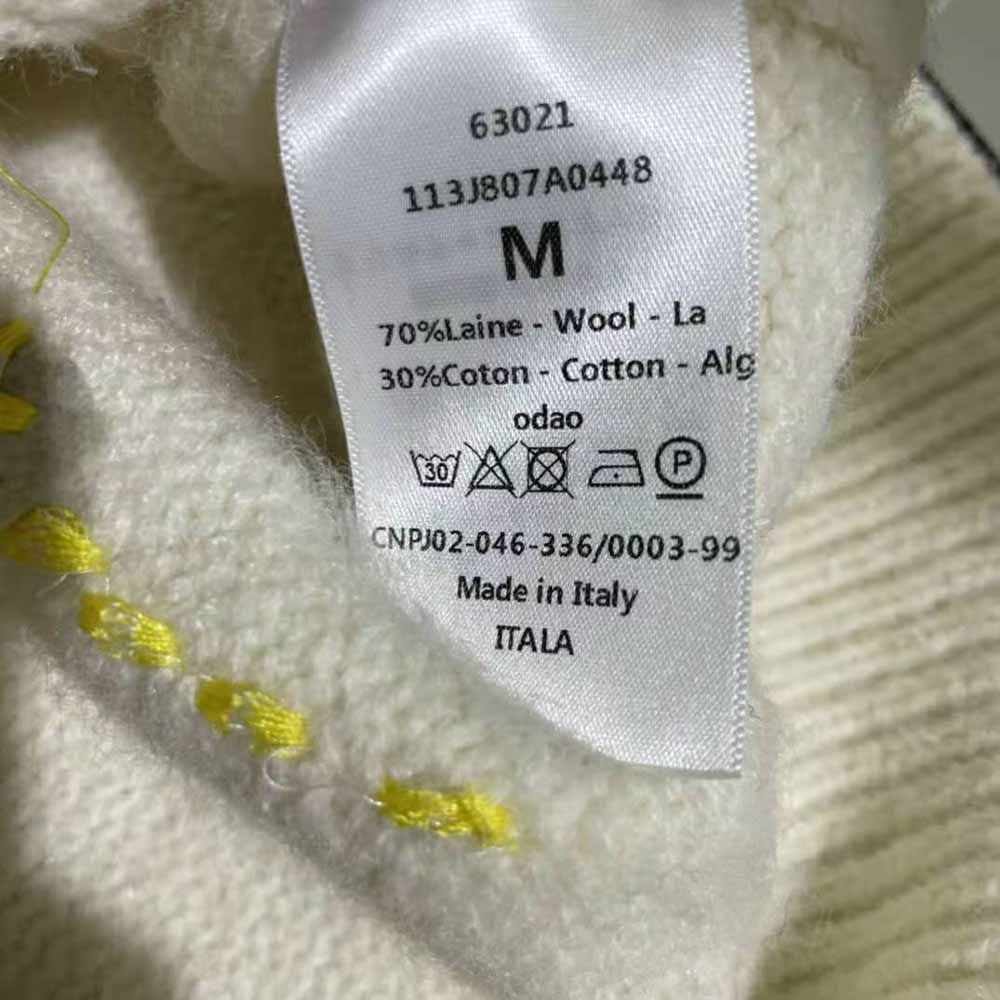 63021
113J807A0448
M
70%Laine - Wool - La
30%Coton - Cotton - Alg
odao
30
P
CNPJ02-046-336/0003-99
Made in Italy
ITALA